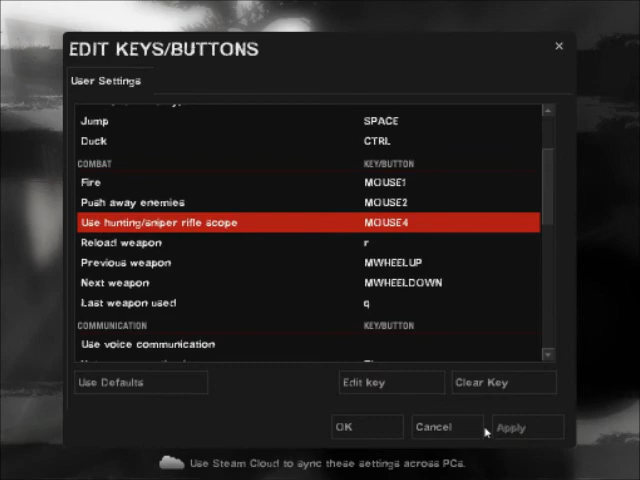 EDIT KEYS/BUTTONS
User Settings
Jump SPACE
Duck CTRL
COMBAT KEY/BUTTON
Fire MOUSE1
Push away enemies MOUSE2
Use hunting/sniper rifle scope MOUSE4
Reload weapon r
Previous weapon MWHEELUP
Next weapon MWHEELDOWN
Last weapon used q
COMMUNICATION KEY/BUTTON
Use voice communication
Use Defaults Edit key Clear Key
OK Cancel Apply
Use Steam Cloud to sync these settings across PCs.